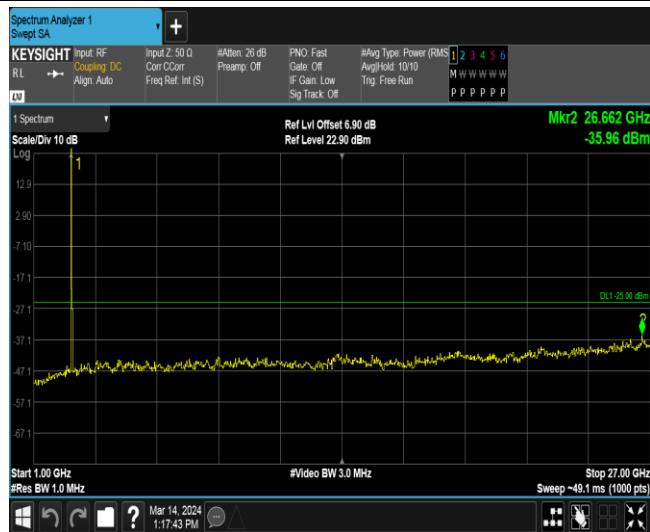 Spectrum Analyzer 1
Swept SA
+
KEYSIGHT
RL
Input: RF
Coupling: DC
Align: Auto
Input Z: 50 Ω
Corr CCorr
Freq Ref: Int (S)
#Atten: 26 dB
Preamp: Off
PNO: Fast
Gate: Off
IF Gain: Low
Sig Track: Off
#Avg Type: Power (RMS
Avg|Hold: 10/10
Trig: Free Run
1 2 3 4 5 6
M W W W W W
P P P P P P
1 Spectrum
Scale/Div 10 dB
Log
Ref Lvl Offset 6.90 dB
Ref Level 22.90 dBm
Mkr2 26.662 GHz
-35.96 dBm
1
12.9
2.90
-7.10
-17.1
DL1 -25.00 dBm
-27.1
2
-37.1
-47.1
-57.1
-67.1
Start 1.00 GHz
#Res BW 1.0 MHz
#Video BW 3.0 MHz
Stop 27.00 GHz
Sweep ~49.1 ms (1000 pts)
?
Mar 14, 2024
1:17:43 PM